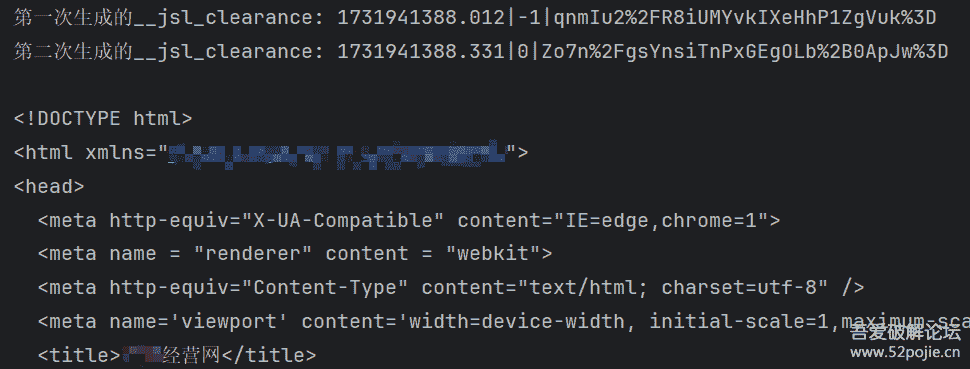 第一次生成的__jsl_clearance: 1731941388.012|-1|qnmIu2%2FR8iUMYvkIXeHhP1ZgVuk%3D
第二次生成的__jsl_clearance: 1731941388.331|0|Zo7n%2FgsYnsiTnPxGEgOLb%2B0ApJw%3D
<!DOCTYPE html>
<html xmlns="">
<head>
<meta http-equiv="X-UA-Compatible" content="IE=edge,chrome=1">
<meta name = "renderer" content = "webkit">
<meta http-equiv="Content-Type" content="text/html; charset=utf-8" />
<meta name='viewport' content='width=device-width, initial-scale=1,maximum-sca
<title>经营网</title>
吾爱破解论坛
www.52pojie.cn